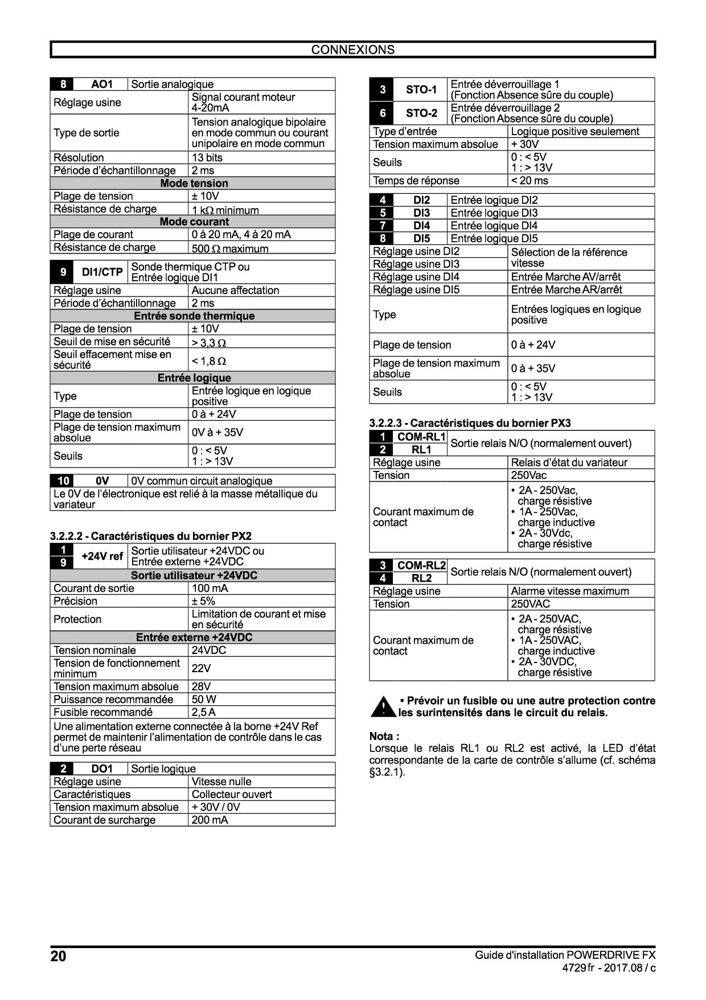 CONNEXIONS
8 AO1 Sortie analogique
Réglage usine Signal courant moteur
4-20mA
Type de sortie Tension analogique bipolaire
en mode commun ou courant
unipolaire en mode commun
Résolution 13 bits
Période d’échantillonnage 2 ms
Mode tension
Plage de tension ± 10V
Résistance de charge 1 kΩ minimum
Mode courant
Plage de courant 0 à 20 mA, 4 à 20 mA
Résistance de charge 500 Ω maximum
9 DI1/CTP Sonde thermique CTP ou
Entrée logique DI1
Réglage usine Aucune affectation
Période d’échantillonnage 2 ms
Entrée sonde thermique
Plage de tension ± 10V
Seuil de mise en sécurité > 3,3 Ω
Seuil effacement mise en
sécurité < 1,8 Ω
Entrée logique
Type Entrée logique en logique
positive
Plage de tension 0 à + 24V
Plage de tension maximum
absolue 0V à + 35V
Seuils 0 : < 5V
1 : > 13V
10 0V 0V commun circuit analogique
Le 0V de l’électronique est relié à la masse métallique du
variateur
3.2.2.2 - Caractéristiques du bornier PX2
1
9 +24V ref Sortie utilisateur +24VDC ou
Entrée externe +24VDC
Sortie utilisateur +24VDC
Courant de sortie 100 mA
Précision ± 5%
Protection Limitation de courant et mise
en sécurité
Entrée externe +24VDC
Tension nominale 24VDC
Tension de fonctionnement
minimum 22V
Tension maximum absolue 28V
Puissance recommandée 50 W
Fusible recommandé 2,5 A
Une alimentation externe connectée à la borne +24V Ref
permet de maintenir l’alimentation de contrôle dans le cas
d’une perte réseau
2 DO1 Sortie logique
Réglage usine Vitesse nulle
Caractéristiques Collecteur ouvert
Tension maximum absolue + 30V / 0V
Courant de surcharge 200 mA
3 STO-1 Entrée déverrouillage 1
(Fonction Absence sûre du couple)
6 STO-2 Entrée déverrouillage 2
(Fonction Absence sûre du couple)
Type d’entrée Logique positive seulement
Tension maximum absolue + 30V
Seuils 0 : < 5V
1 : > 13V
Temps de réponse < 20 ms
4 DI2 Entrée logique DI2
5 DI3 Entrée logique DI3
7 DI4 Entrée logique DI4
8 DI5 Entrée logique DI5
Réglage usine DI2 Sélection de la référence
Réglage usine DI3 vitesse
Réglage usine DI4 Entrée Marche AV/arrêt
Réglage usine DI5 Entrée Marche AR/arrêt
Type Entrées logiques en logique
positive
Plage de tension 0 à + 24V
Plage de tension maximum
absolue 0 à + 35V
Seuils 0 : < 5V
1 : > 13V
3.2.2.3 - Caractéristiques du bornier PX3
1 COM-RL1 Sortie relais N/O (normalement ouvert)
2 RL1
Réglage usine Relais d’état du variateur
Tension 250Vac
Courant maximum de
contact
• 2A - 250Vac,
charge résistive
• 1A - 250Vac,
charge inductive
• 2A - 30Vdc,
charge résistive
3 COM-RL2 Sortie relais N/O (normalement ouvert)
4 RL2
Réglage usine Alarme vitesse maximum
Tension 250VAC
Courant maximum de
contact
• 2A - 250VAC,
charge résistive
• 1A - 250VAC,
charge inductive
• 2A - 30VDC,
charge résistive
• Prévoir un fusible ou une autre protection contre
les surintensités dans le circuit du relais.
Nota :
Lorsque le relais RL1 ou RL2 est activé, la LED d’état
correspondante de la carte de contrôle s’allume (cf. schéma
§3.2.1).
20
Guide d'installation POWERDRIVE FX
4729 fr - 2017.08 / c